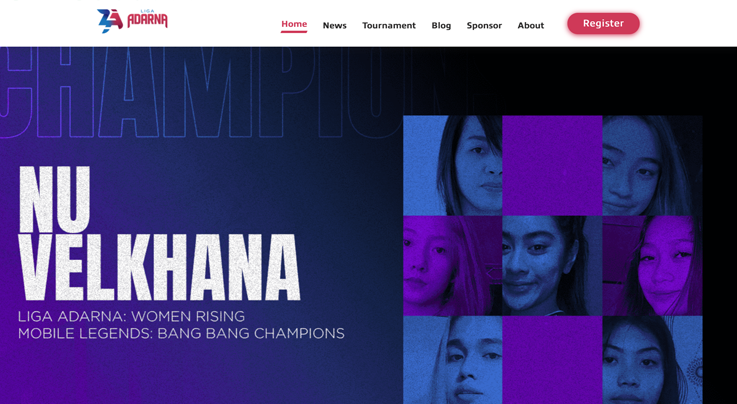 LIGA
ADARNA
Home News Tournament Blog Sponsor About Register
CHAMPION
NU
VELKHANA
LIGA ADARNA: WOMEN RISING
MOBILE LEGENDS: BANG BANG CHAMPIONS